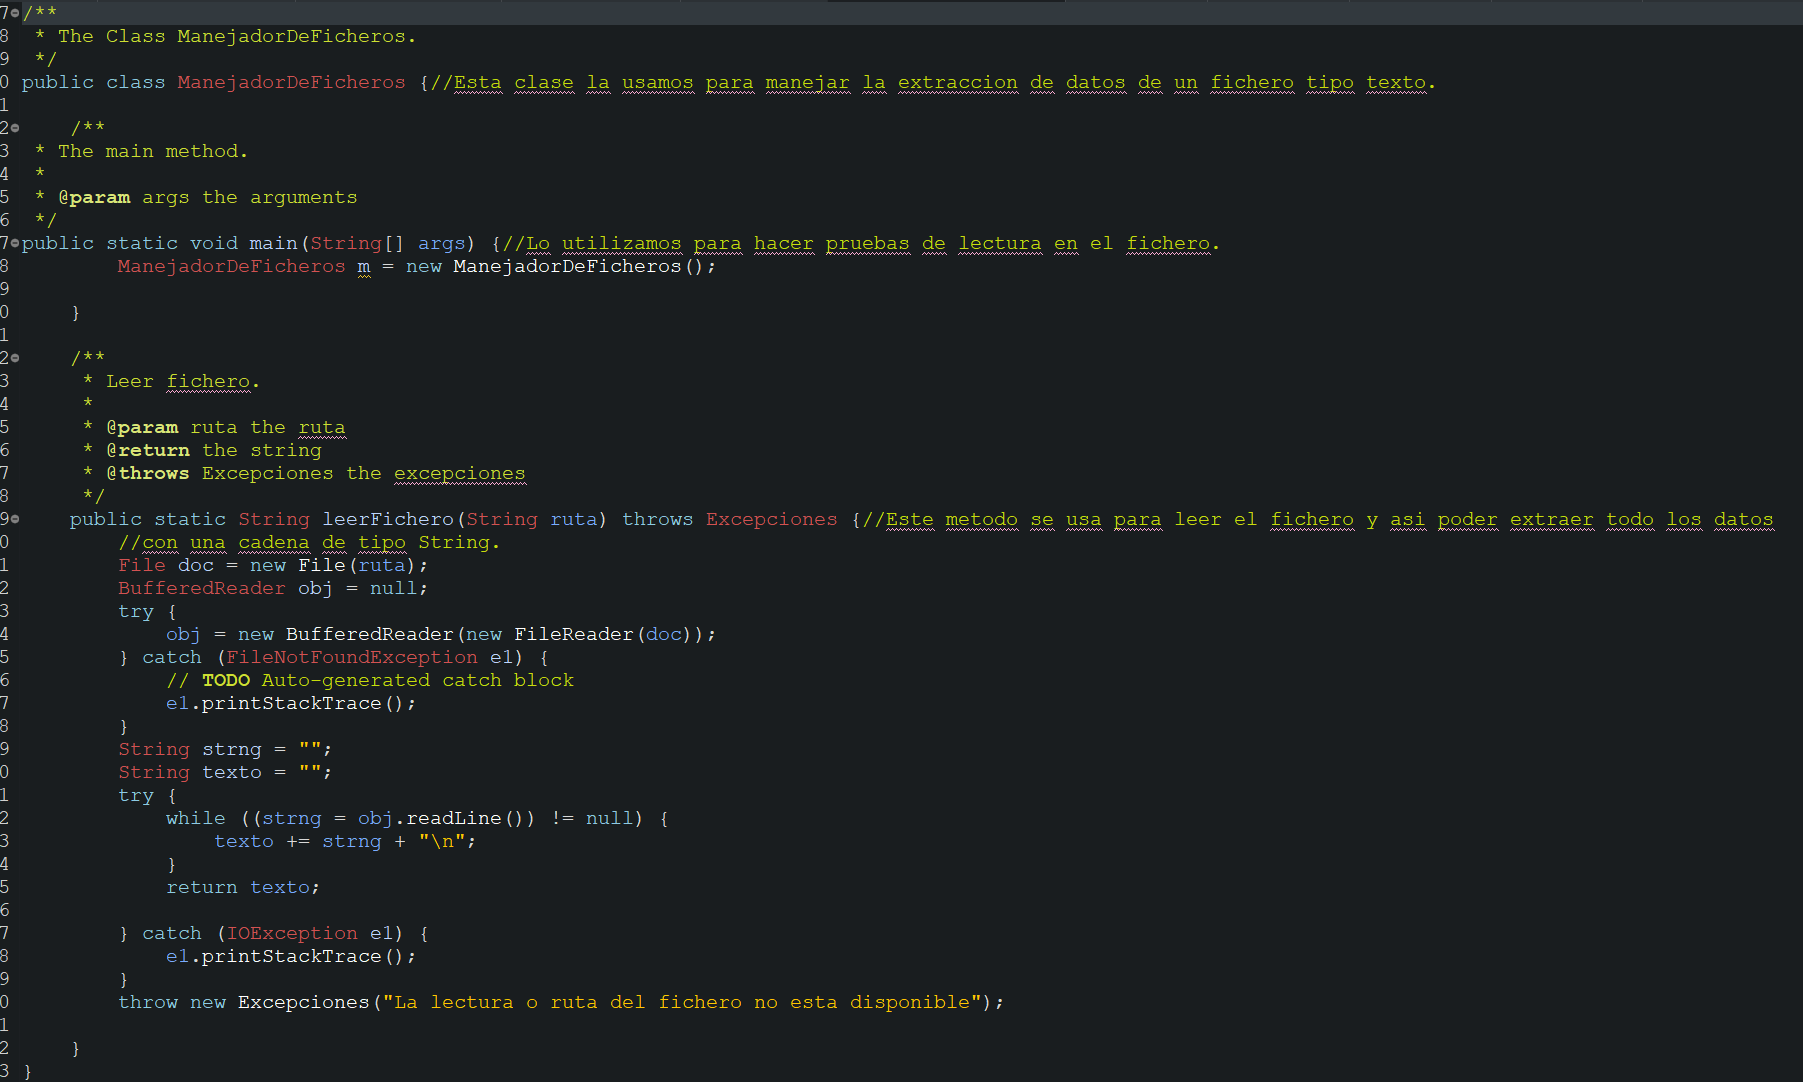 7 /**
8  * The Class ManejadorDeFicheros.
9  */
0 public class ManejadorDeFicheros {//Esta clase la usamos para manejar la extraccion de datos de un fichero tipo texto.
1
2     /**
3  * The main method.
4  *
5  * @param args the arguments
6  */
7 public static void main(String[] args) {//Lo utilizamos para hacer pruebas de lectura en el fichero.
8         ManejadorDeFicheros m = new ManejadorDeFicheros();
9
0     }
1
2     /**
3      * Leer fichero.
4      *
5      * @param ruta the ruta
6      * @return the string
7      * @throws Excepciones the excepciones
8      */
9     public static String leerFichero(String ruta) throws Excepciones {//Este metodo se usa para leer el fichero y asi poder extraer todo los datos
0         //con una cadena de tipo String.
1         File doc = new File(ruta);
2         BufferedReader obj = null;
3         try {
4             obj = new BufferedReader(new FileReader(doc));
5         } catch (FileNotFoundException e1) {
6             // TODO Auto-generated catch block
7             e1.printStackTrace();
8         }
9         String strng = "";
0         String texto = "";
1         try {
2             while ((strng = obj.readLine()) != null) {
3                 texto += strng + "\n";
4             }
5             return texto;
6
7         } catch (IOException e1) {
8             e1.printStackTrace();
9         }
0         throw new Excepciones("La lectura o ruta del fichero no esta disponible");
1
2     }
3 }